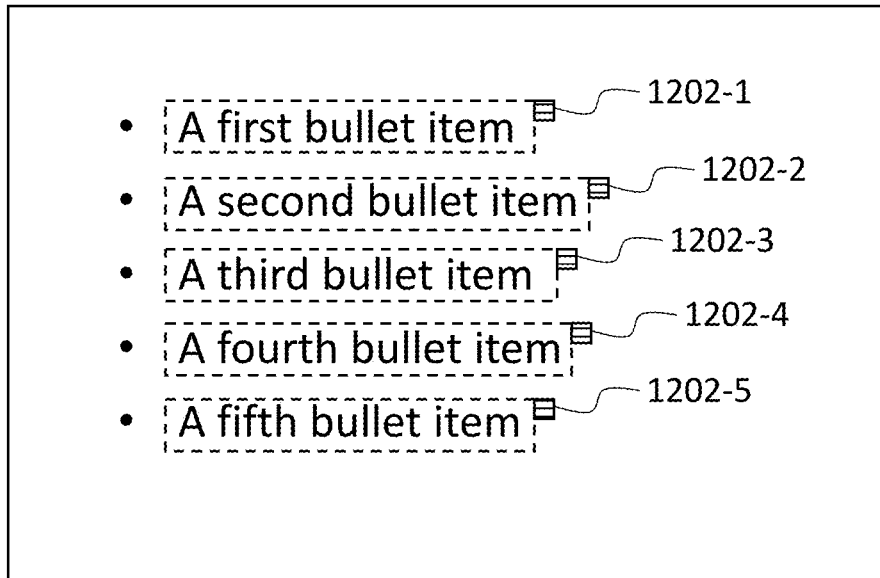 1202-1
• A first bullet item
1202-2
• A second bullet item
1202-3
• A third bullet item
1202-4
• A fourth bullet item
1202-5
• A fifth bullet item